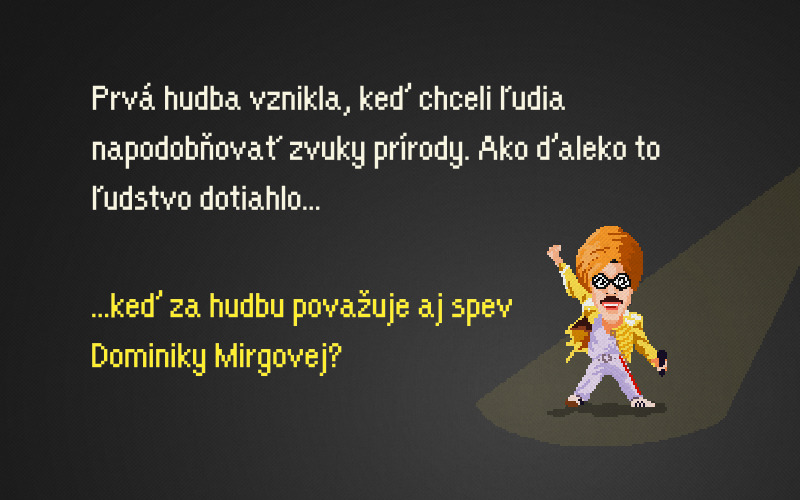 Prvá hudba vznikla, keď chceli ľudia
napodobňovať zvuky prírody. Ako ďaleko to
ľudstvo dotiahlo...
...keď za hudbu považuje aj spev
Dominiky Mirgovej?